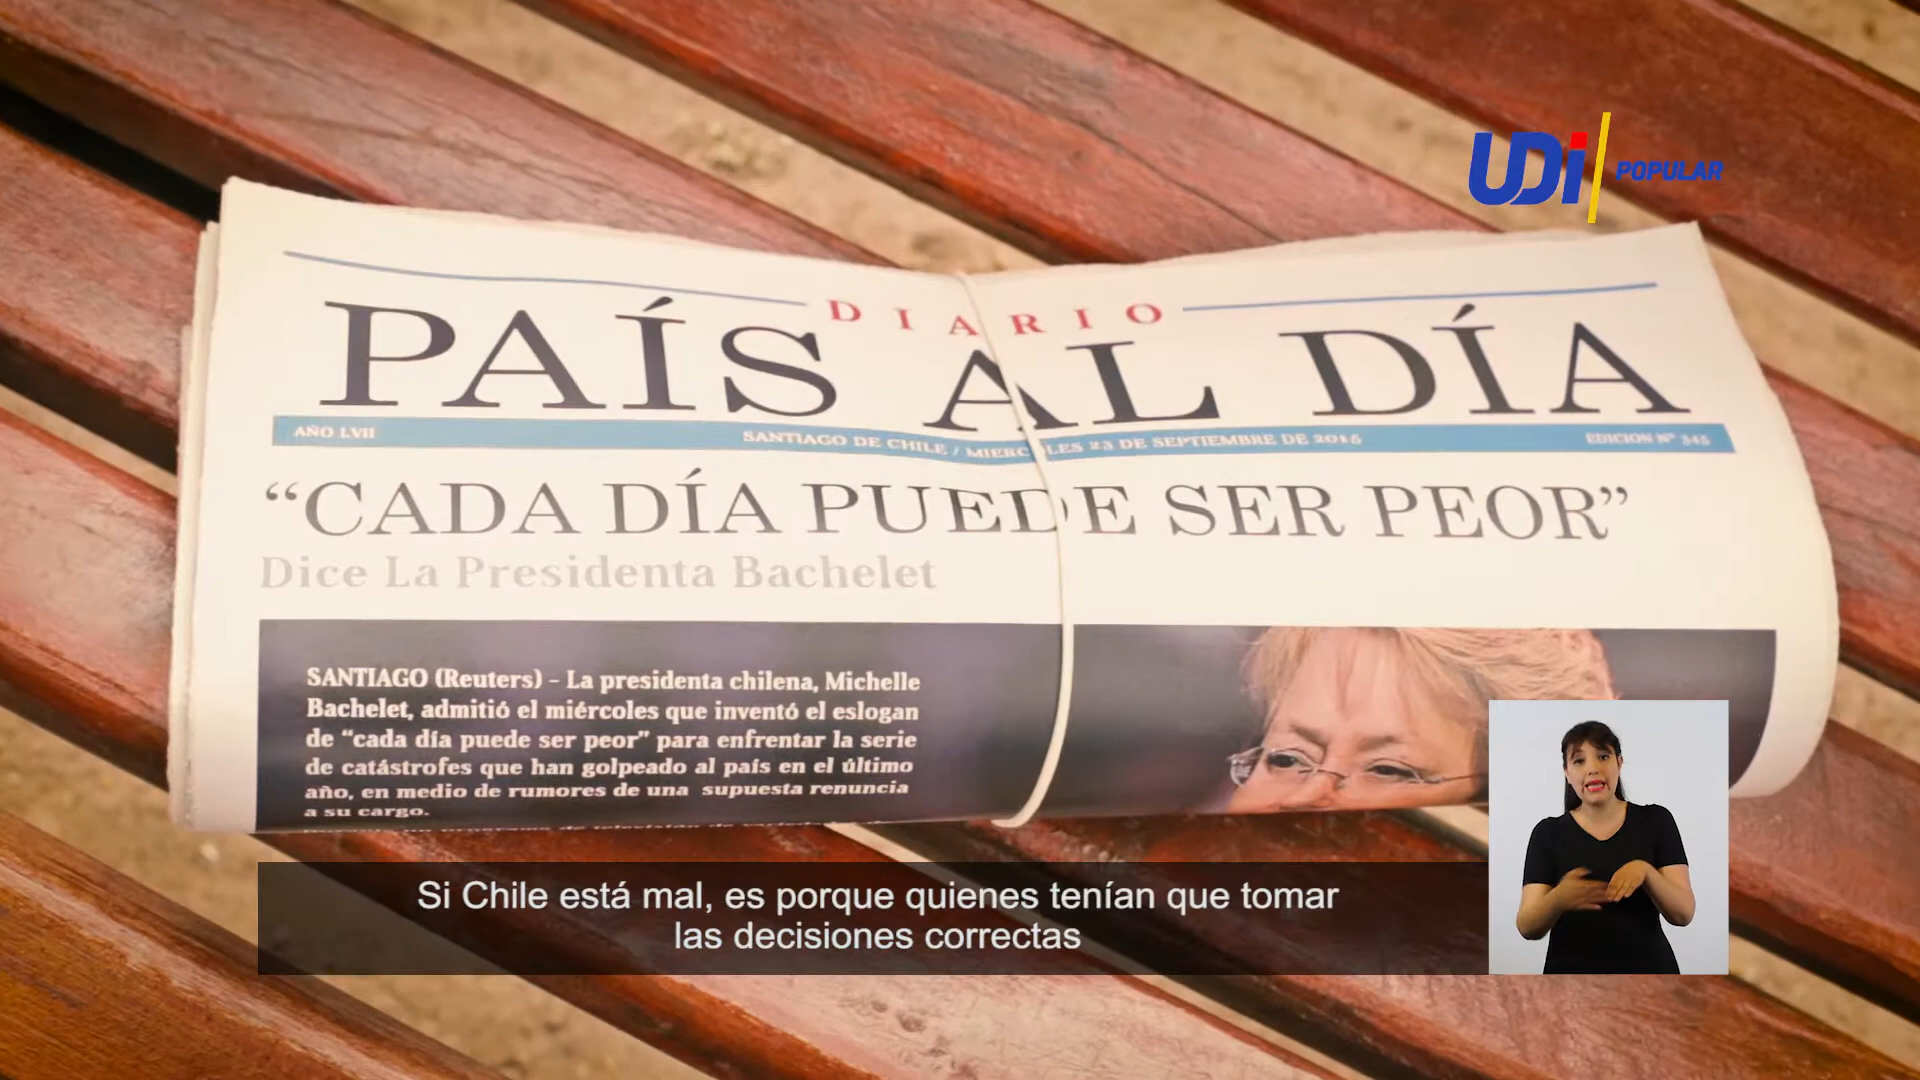 UDi POPULAR
DIARIO
PAÍS AL DÍA
AÑO LVII
SANTIAGO DE CHILE / MIERCOLES 23 DE SEPTIEMBRE DE 2015
EDICION Nº 345
“CADA DÍA PUEDE SER PEOR”
Dice La Presidenta Bachelet
SANTIAGO (Reuters) - La presidenta chilena, Michelle
Bachelet, admitió el miércoles que inventó el eslogan
de “cada día puede ser peor” para enfrentar la serie
de catástrofes que han golpeado al país en el último
año, en medio de rumores de una supuesta renuncia
a su cargo.
Si Chile está mal, es porque quienes tenían que tomar
las decisiones correctas